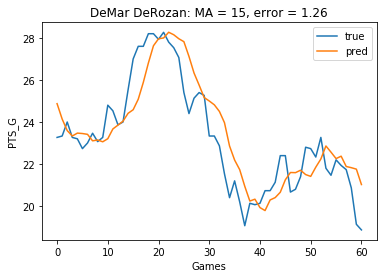 DeMar DeRozan: MA = 15, error = 1.26
true
pred
28
26
24
22
20
PTS_G
0 10 20 30 40 50 60
Games